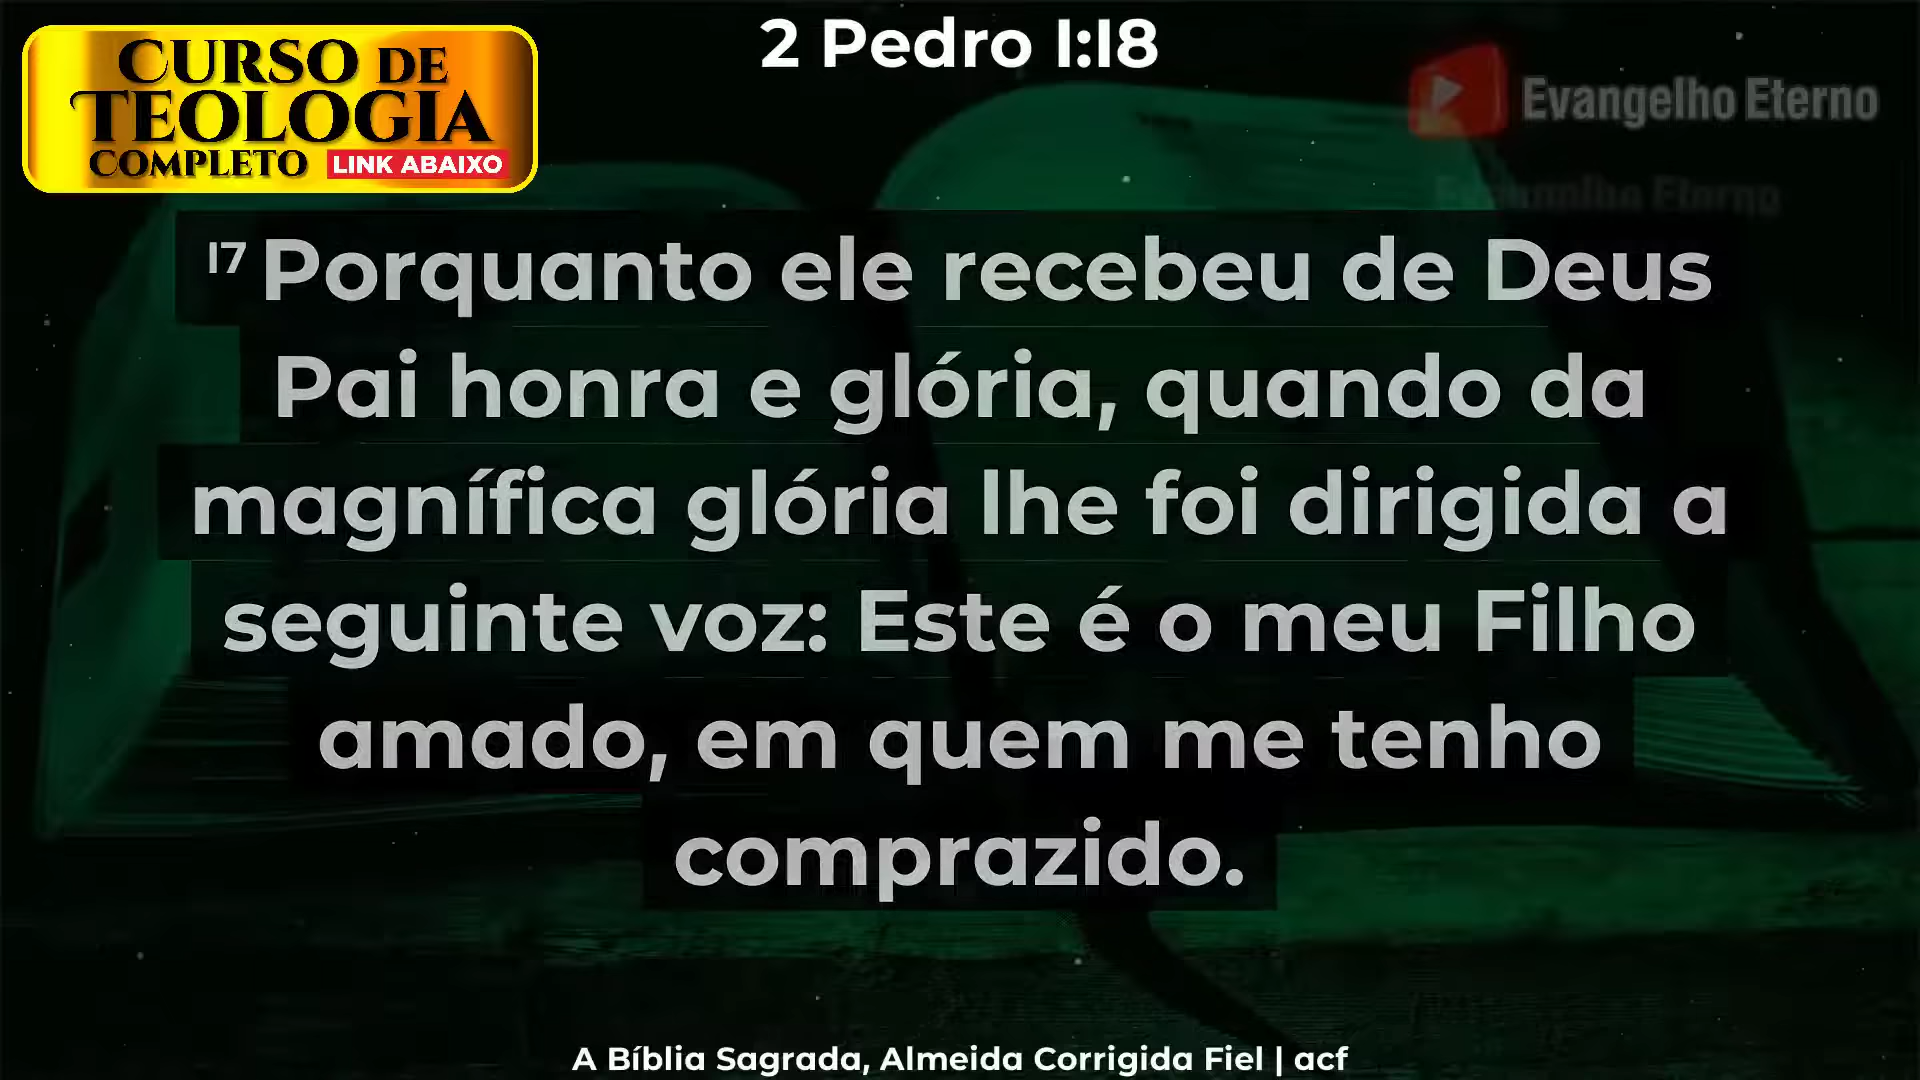 CURSO DE
TEOLOGIA
COMPLETO LINK ABAIXO
2 Pedro 1:18
Evangelho Eterno
Evangelho Eterno
17 Porquanto ele recebeu de Deus
Pai honra e glória, quando da
magnífica glória lhe foi dirigida a
seguinte voz: Este é o meu Filho
amado, em quem me tenho
comprazido.
A Bíblia Sagrada, Almeida Corrigida Fiel | acf